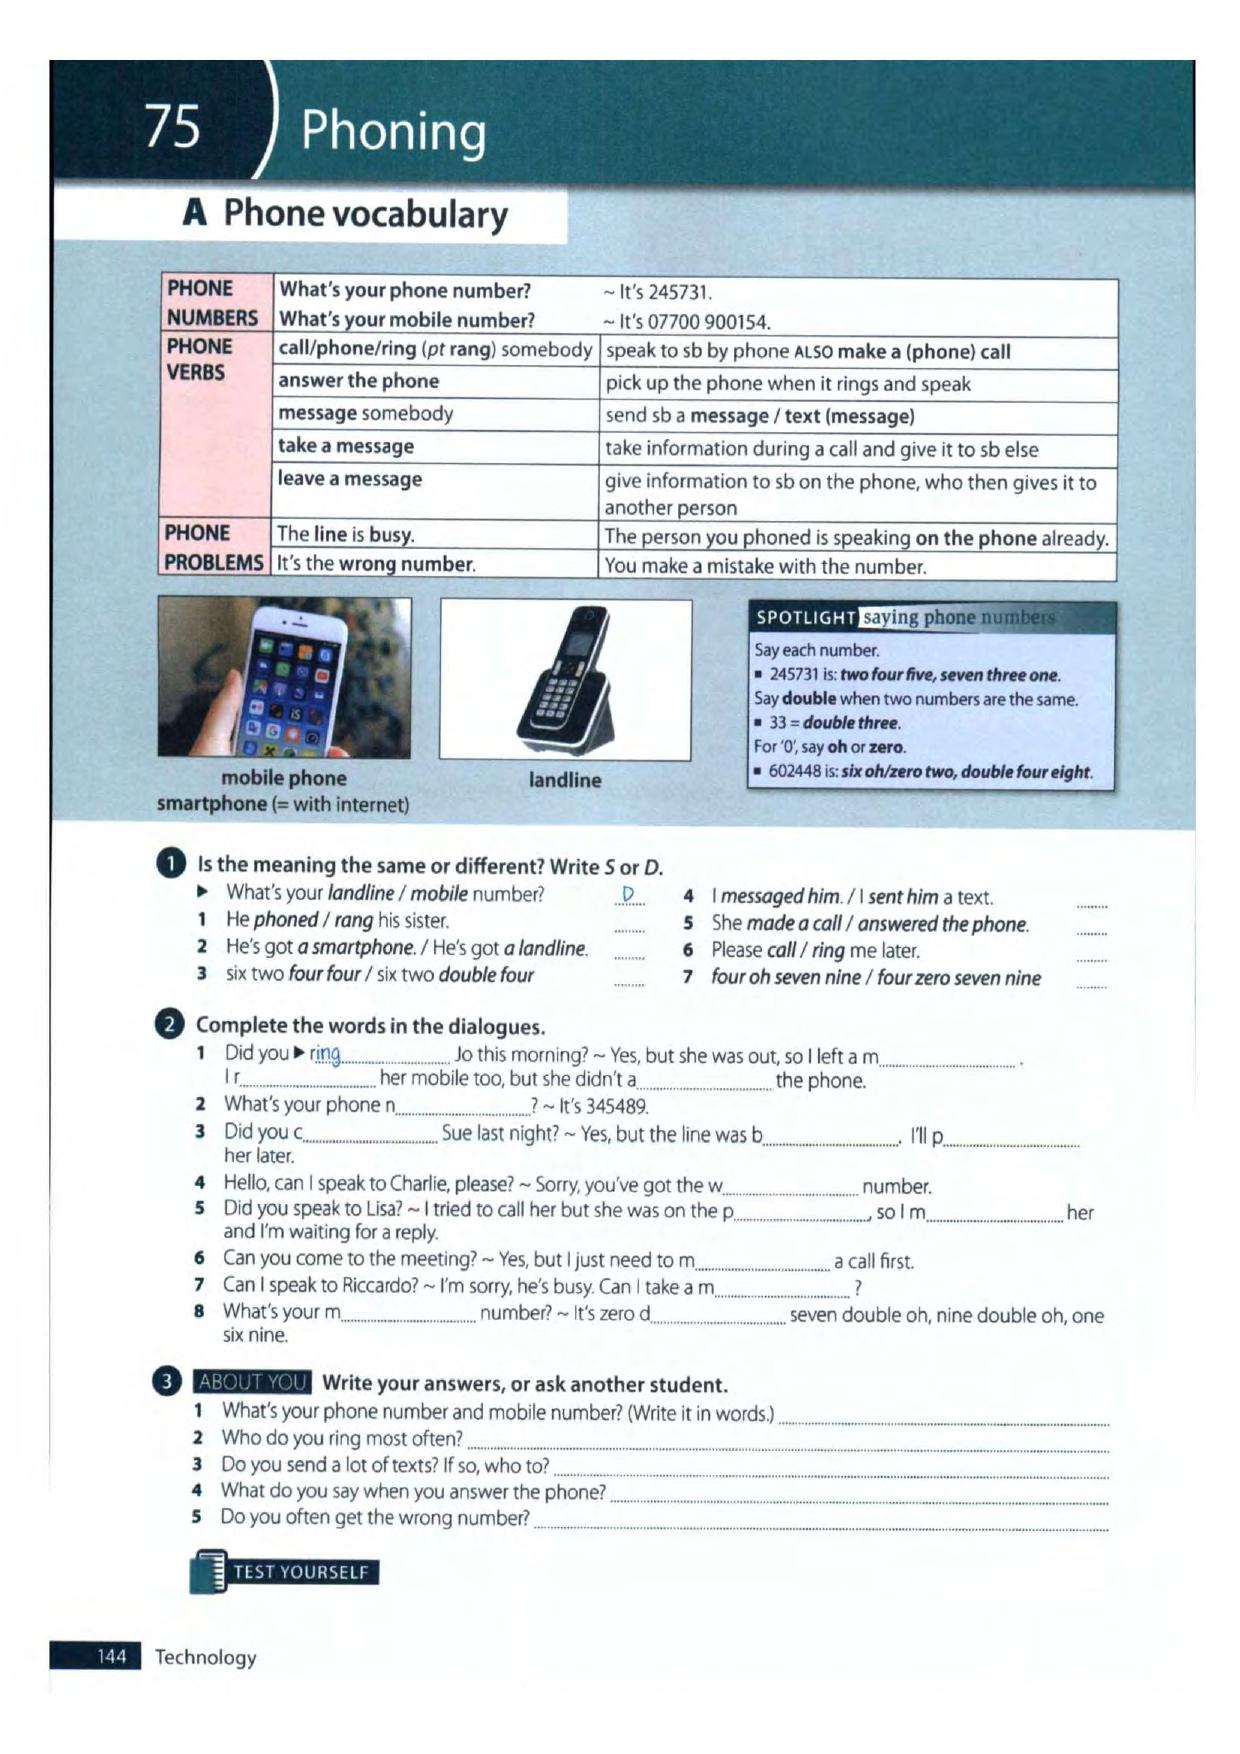 75 Phoning
A Phone vocabulary
PHONE NUMBERS
What's your phone number? ~ It's 245731.
What's your mobile number? ~ It's 07700 900154.
PHONE VERBS
call/phone/ring (pt rang) somebody speak to sb by phone ALSO make a (phone) call
answer the phone pick up the phone when it rings and speak
message somebody send sb a message / text (message)
take a message take information during a call and give it to sb else
leave a message give information to sb on the phone, who then gives it to
another person
PHONE PROBLEMS
The line is busy. The person you phoned is speaking on the phone already.
It's the wrong number. You make a mistake with the number.
mobile phone
smartphone (= with internet)
landline
SPOTLIGHT saying phone numbers
Say each number.
▪ 245731 is: two four five, seven three one.
Say double when two numbers are the same.
▪ 33 = double three.
For '0', say oh or zero.
▪ 602448 is: six oh/zero two, double four eight.
1 Is the meaning the same or different? Write S or D.
► What's your landline / mobile number? D
1 He phoned / rang his sister. ........
2 He's got a smartphone. / He's got a landline. ........
3 six two four four / six two double four ........
4 I messaged him. / I sent him a text. ........
5 She made a call / answered the phone. ........
6 Please call / ring me later. ........
7 four oh seven nine / four zero seven nine ........
2 Complete the words in the dialogues.
1 Did you ► ring........ Jo this morning? ~ Yes, but she was out, so I left a m........ .
I r........ her mobile too, but she didn't a........ the phone.
2 What's your phone n........? ~ It's 345489.
3 Did you c........ Sue last night? ~ Yes, but the line was b......... I'll p........
her later.
4 Hello, can I speak to Charlie, please? ~ Sorry, you've got the w........ number.
5 Did you speak to Lisa? ~ I tried to call her but she was on the p........, so I m........ her
and I'm waiting for a reply.
6 Can you come to the meeting? ~ Yes, but I just need to m........ a call first.
7 Can I speak to Riccardo? ~ I'm sorry, he's busy. Can I take a m........ ?
8 What's your m........ number? ~ It's zero d........ seven double oh, nine double oh, one
six nine.
3 ABOUT YOU Write your answers, or ask another student.
1 What's your phone number and mobile number? (Write it in words.) ........
2 Who do you ring most often? ........
3 Do you send a lot of texts? If so, who to? ........
4 What do you say when you answer the phone? ........
5 Do you often get the wrong number? ........
TEST YOURSELF
144 Technology